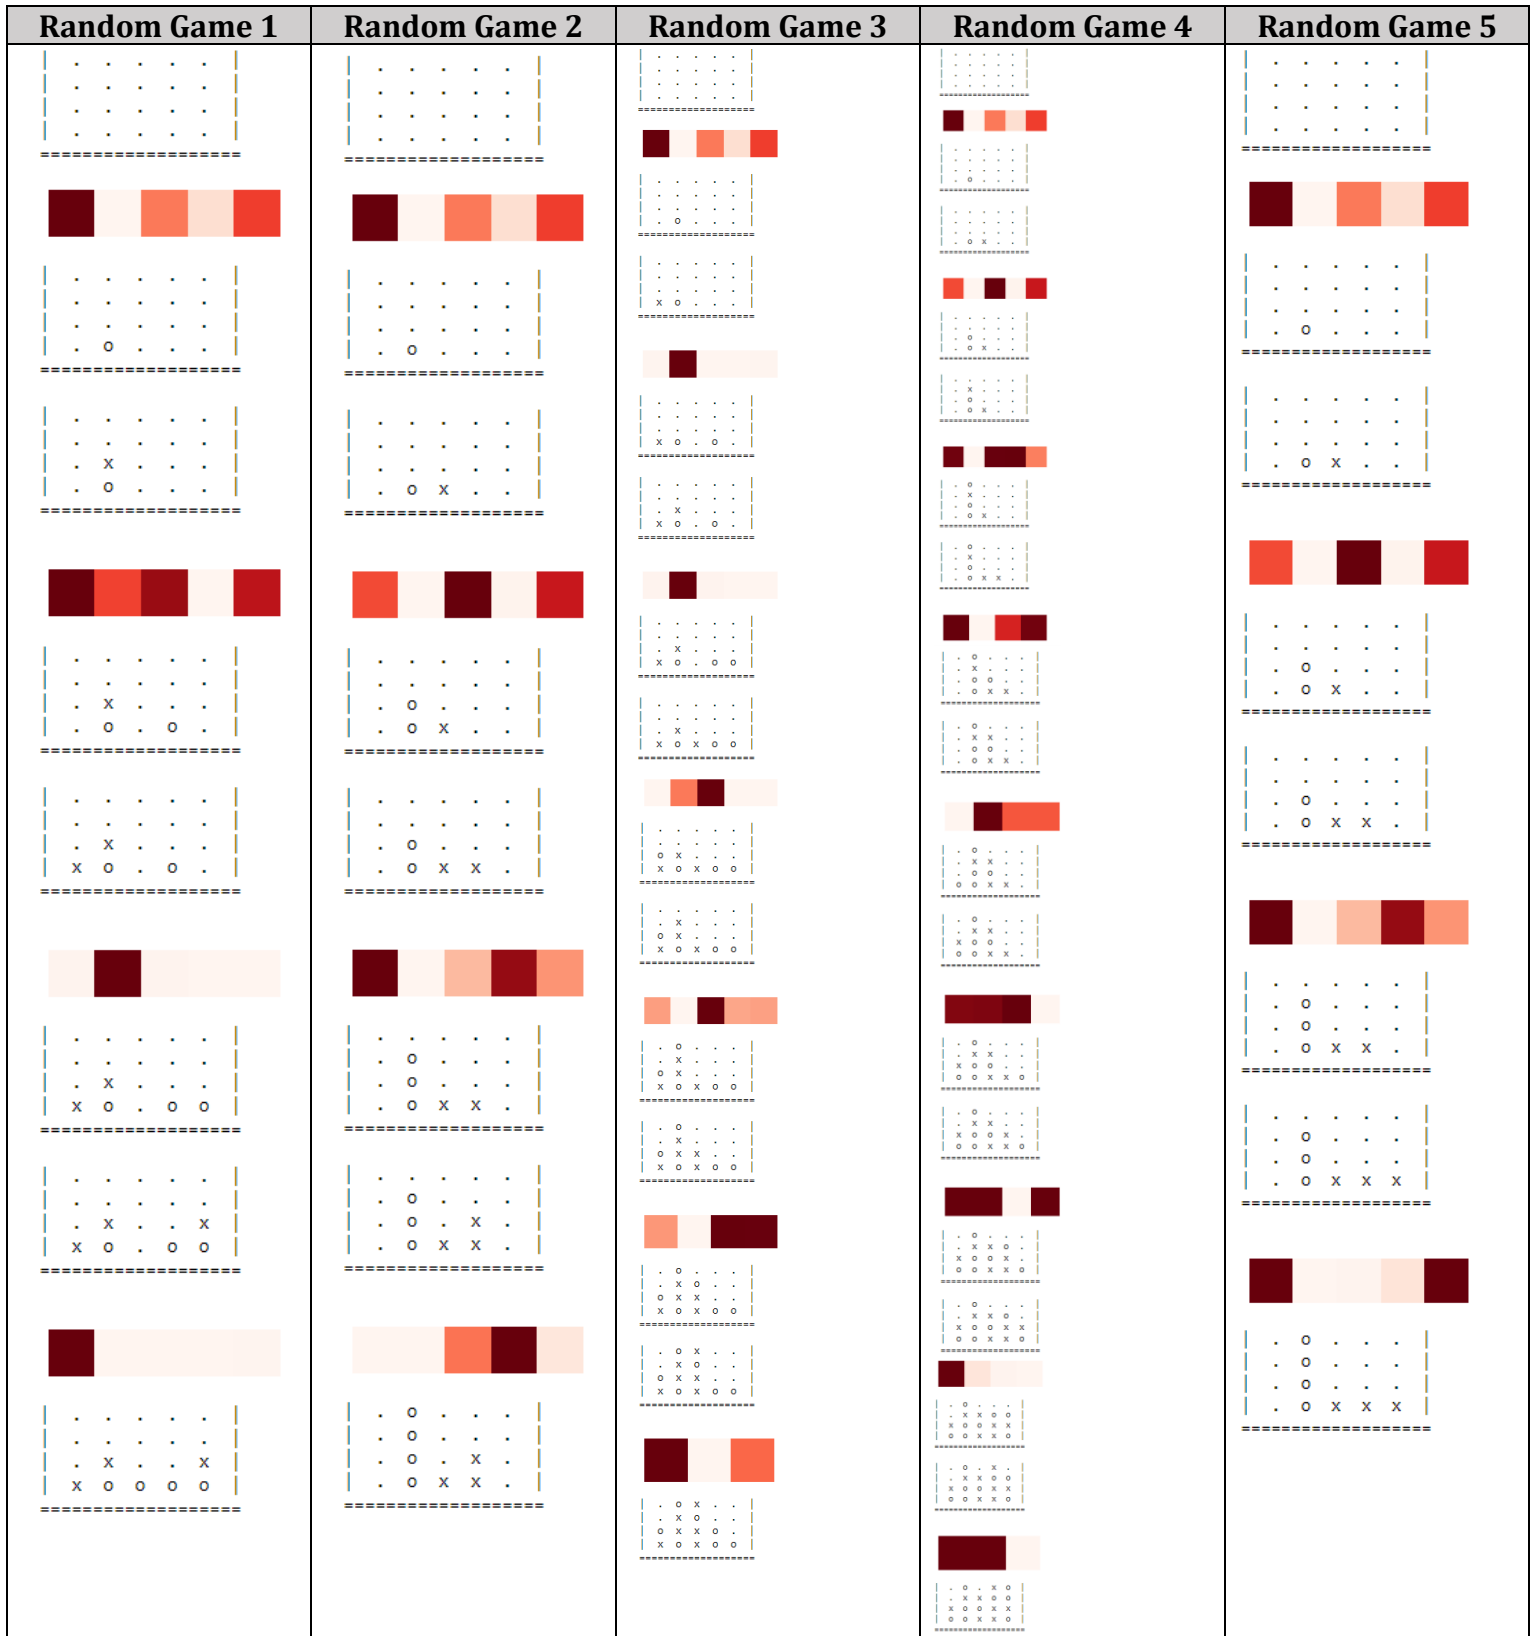 Random Game 1 Random Game 2 Random Game 3 Random Game 4 Random Game 5
| . . . . . |
| . . . . . |
| . . . . . |
| . . . . . |
===================
| . . . . . |
| . . . . . |
| . . . . . |
| . o . . . |
===================
| . . . . . |
| . . . . . |
| . x . . . |
| . o . . . |
===================
| . . . . . |
| . . . . . |
| . x . . . |
| . o . o . |
===================
| . . . . . |
| . . . . . |
| . x . . . |
| x o . o . |
===================
| . . . . . |
| . . . . . |
| . x . . . |
| x o . o o |
===================
| . . . . . |
| . . . . . |
| . x . . x |
| x o . o o |
===================
| . . . . . |
| . . . . . |
| . x . . x |
| x o o o o |
===================
| . . . . . |
| . . . . . |
| . . . . . |
| . . . . . |
===================
| . . . . . |
| . . . . . |
| . . . . . |
| . o . . . |
===================
| . . . . . |
| . . . . . |
| . . . . . |
| . o x . . |
===================
| . . . . . |
| . . . . . |
| . o . . . |
| . o x . . |
===================
| . . . . . |
| . . . . . |
| . o . . . |
| . o x x . |
===================
| . . . . . |
| . o . . . |
| . o . . . |
| . o x x . |
===================
| . . . . . |
| . o . . . |
| . o . x . |
| . o x x . |
===================
| . o . . . |
| . o . . . |
| . o . x . |
| . o x x . |
===================
| . . . . . |
| . . . . . |
| . . . . . |
| . . . . . |
===================
| . . . . . |
| . . . . . |
| . . . . . |
| . o . . . |
===================
| . . . . . |
| . . . . . |
| . . . . . |
| x o . . . |
===================
| . . . . . |
| . . . . . |
| . . . . . |
| x o . o . |
===================
| . . . . . |
| . . . . . |
| . x . . . |
| x o . o . |
===================
| . . . . . |
| . . . . . |
| . x . . . |
| x o . o o |
===================
| . . . . . |
| . . . . . |
| . x . . . |
| x o x o o |
===================
| . . . . . |
| . . . . . |
| o x . . . |
| x o x o o |
===================
| . . . . . |
| . x . . . |
| o x . . . |
| x o x o o |
===================
| . o . . . |
| . x . . . |
| o x . . . |
| x o x o o |
===================
| . o . . . |
| . x . . . |
| o x x . . |
| x o x o o |
===================
| . o . . . |
| . x o . . |
| o x x . . |
| x o x o o |
===================
| . o x . . |
| . x o . . |
| o x x . . |
| x o x o o |
===================
| . o x . . |
| . x o . . |
| o x x o . |
| x o x o o |
===================
| . . . . . |
| . . . . . |
| . . . . . |
| . . . . . |
===================
| . . . . . |
| . . . . . |
| . . . . . |
| . o . . . |
===================
| . . . . . |
| . . . . . |
| . . . . . |
| . o x . . |
===================
| . . . . . |
| . . . . . |
| . o . . . |
| . o x . . |
===================
| . . . . . |
| . x . . . |
| . o . . . |
| . o x . . |
===================
| . o . . . |
| . x . . . |
| . o . . . |
| . o x . . |
===================
| . o . . . |
| . x . . . |
| . o . . . |
| . o x x . |
===================
| . o . . . |
| . x . . . |
| . o o . . |
| . o x x . |
===================
| . o . . . |
| . x x . . |
| . o o . . |
| . o x x . |
===================
| . o . . . |
| . x x . . |
| . o o . . |
| o o x x . |
===================
| . o . . . |
| . x x . . |
| x o o . . |
| o o x x . |
===================
| . o . . . |
| . x x . . |
| x o o . . |
| o o x x o |
===================
| . o . . . |
| . x x . . |
| x o o x . |
| o o x x o |
===================
| . o . . . |
| . x x o . |
| x o o x . |
| o o x x o |
===================
| . o . . . |
| . x x o . |
| x o o x x |
| o o x x o |
===================
| . o . . . |
| . x x o o |
| x o o x x |
| o o x x o |
===================
| . o . x . |
| . x x o o |
| x o o x x |
| o o x x o |
===================
| . o . x o |
| . x x o o |
| x o o x x |
| o o x x o |
===================
| . . . . . |
| . . . . . |
| . . . . . |
| . . . . . |
===================
| . . . . . |
| . . . . . |
| . . . . . |
| . o . . . |
===================
| . . . . . |
| . . . . . |
| . . . . . |
| . o x . . |
===================
| . . . . . |
| . . . . . |
| . o . . . |
| . o x . . |
===================
| . . . . . |
| . . . . . |
| . o . . . |
| . o x x . |
===================
| . . . . . |
| . o . . . |
| . o . . . |
| . o x x . |
===================
| . . . . . |
| . o . . . |
| . o . . . |
| . o x x x |
===================
| . o . . . |
| . o . . . |
| . o . . . |
| . o x x x |
===================